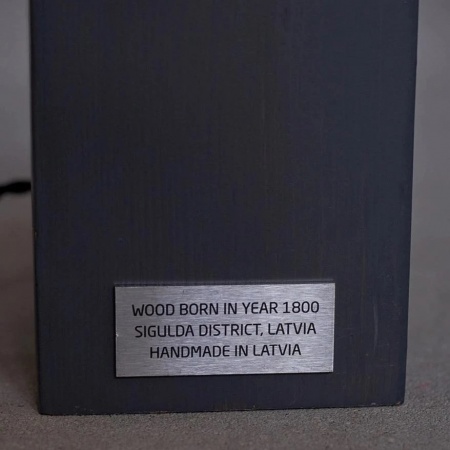 WOOD BORN IN YEAR 1800
SIGULDA DISTRICT, LATVIA
HANDMADE IN LATVIA